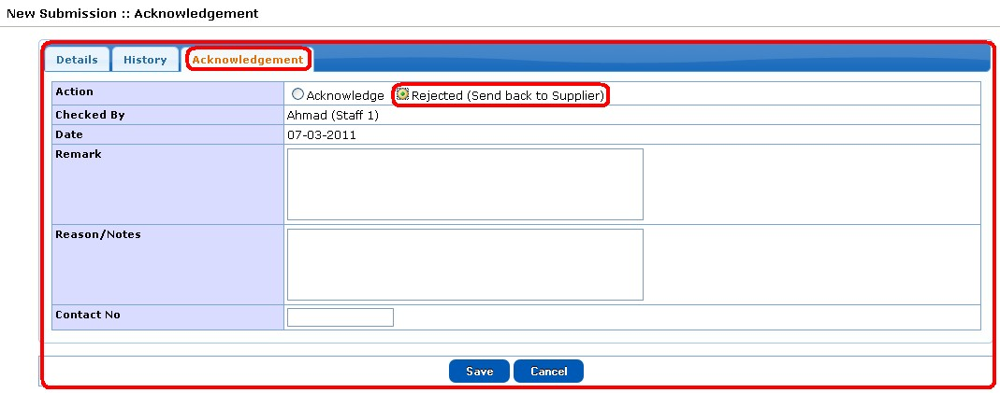 New Submission :: Acknowledgement
Details History Acknowledgement
Action Acknowledge Rejected (Send back to Supplier)
Checked By Ahmad (Staff 1)
Date 07-03-2011
Remark
Reason/Notes
Contact No
Save Cancel